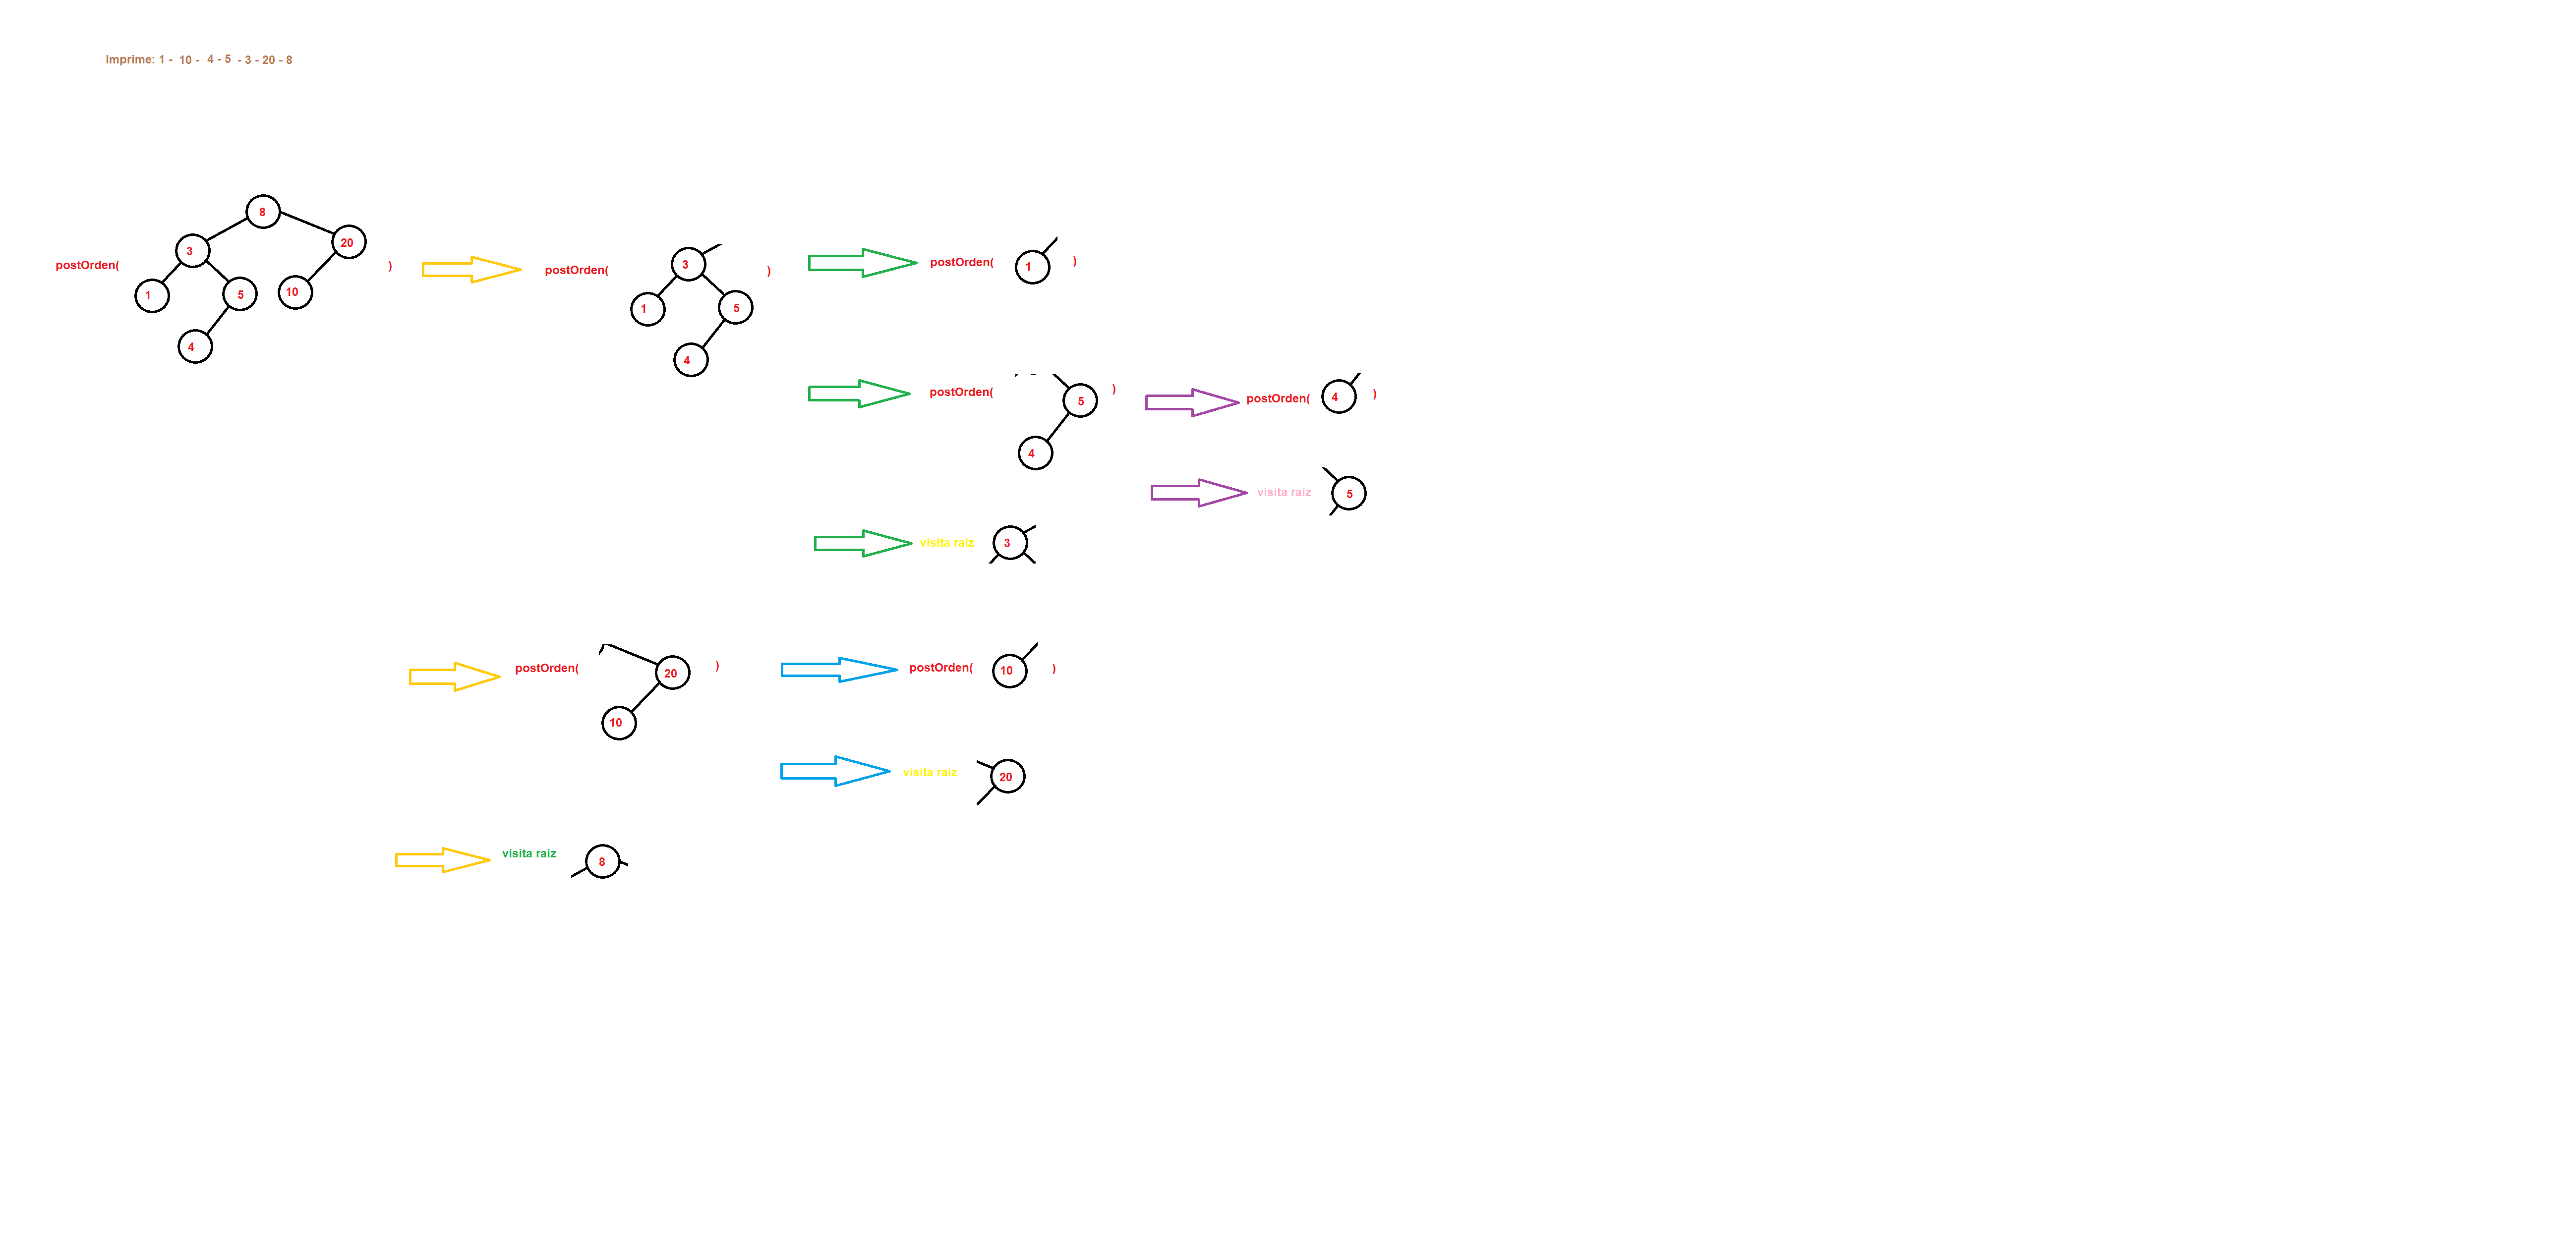 Imprime: 1 - 10 - 4 - 5 - 3 - 20 - 8
8
3
20
postOrden( )
1
5
10
4
postOrden( )
3
1
5
4
postOrden( 1 )
postOrden( 5 )
4
postOrden( 4 )
visita raiz 5
visita raiz 3
postOrden( 20 )
10
postOrden( 10 )
visita raiz 20
visita raiz 8